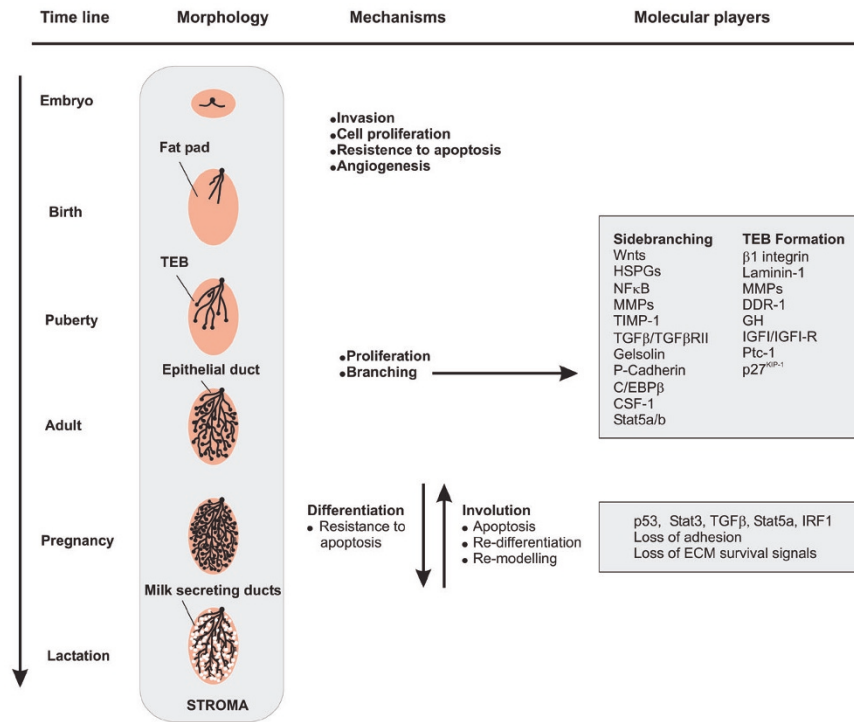 Time line Morphology Mechanisms Molecular players
Embryo
•Invasion
•Cell proliferation
•Resistence to apoptosis
•Angiogenesis
Fat pad
Birth
TEB
Puberty
•Proliferation
•Branching
Epithelial duct
Adult
Sidebranching
Wnts
HSPGs
NFκB
MMPs
TIMP-1
TGFβ/TGFβRII
Gelsolin
P-Cadherin
C/EBPβ
CSF-1
Stat5a/b
TEB Formation
β1 integrin
Laminin-1
MMPs
DDR-1
GH
IGFI/IGFI-R
Ptc-1
p27ᴷᴵᴾ⁻¹
Pregnancy
Differentiation
• Resistance to
apoptosis
Involution
• Apoptosis
• Re-differentiation
• Re-modelling
p53, Stat3, TGFβ, Stat5a, IRF1
Loss of adhesion
Loss of ECM survival signals
Milk secreting ducts
Lactation
STROMA